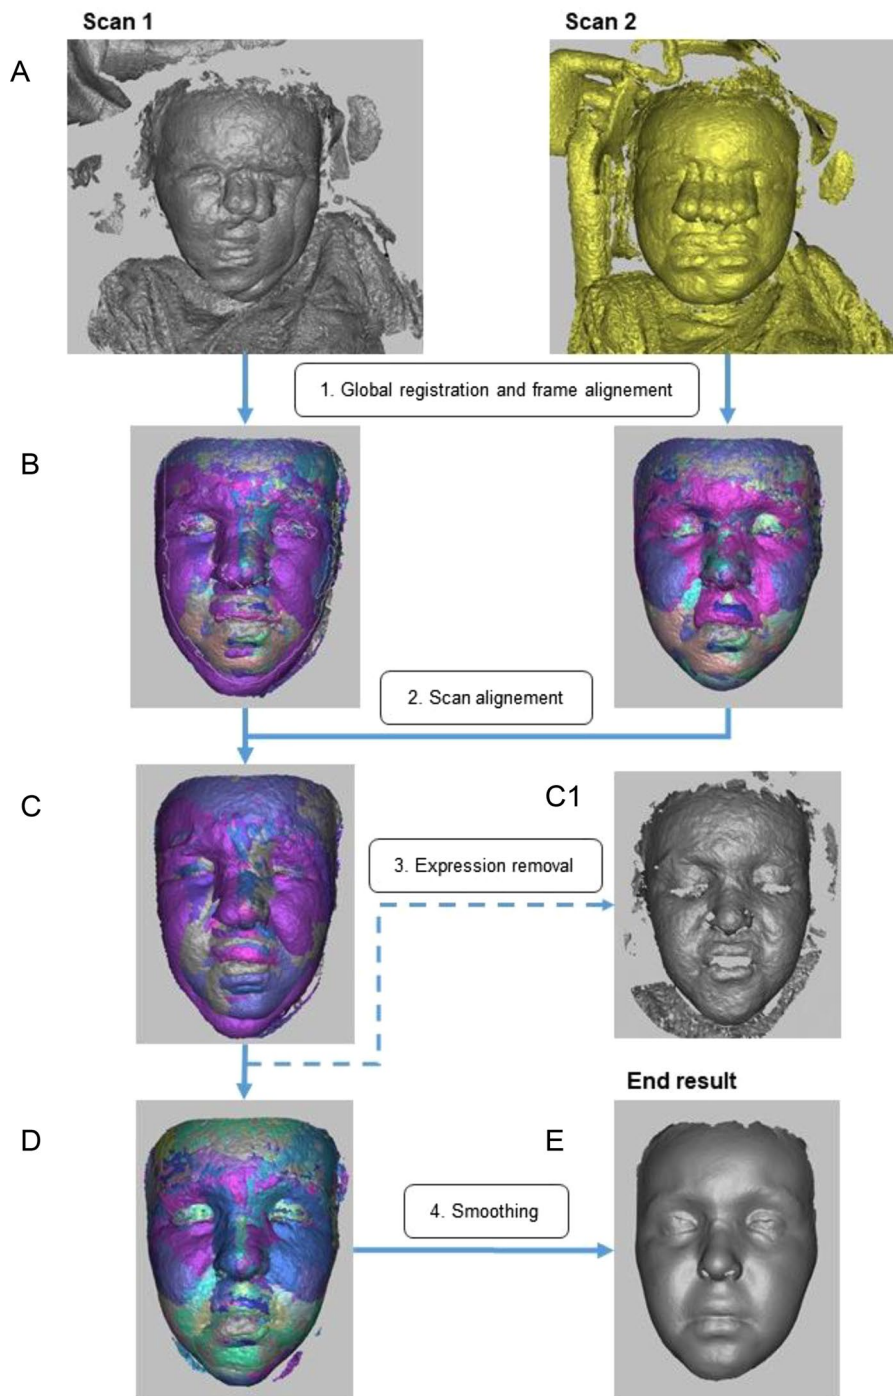 Scan 1
Scan 2
A
1. Global registration and frame alignement
B
2. Scan alignement
C
C1
3. Expression removal
End result
D
E
4. Smoothing